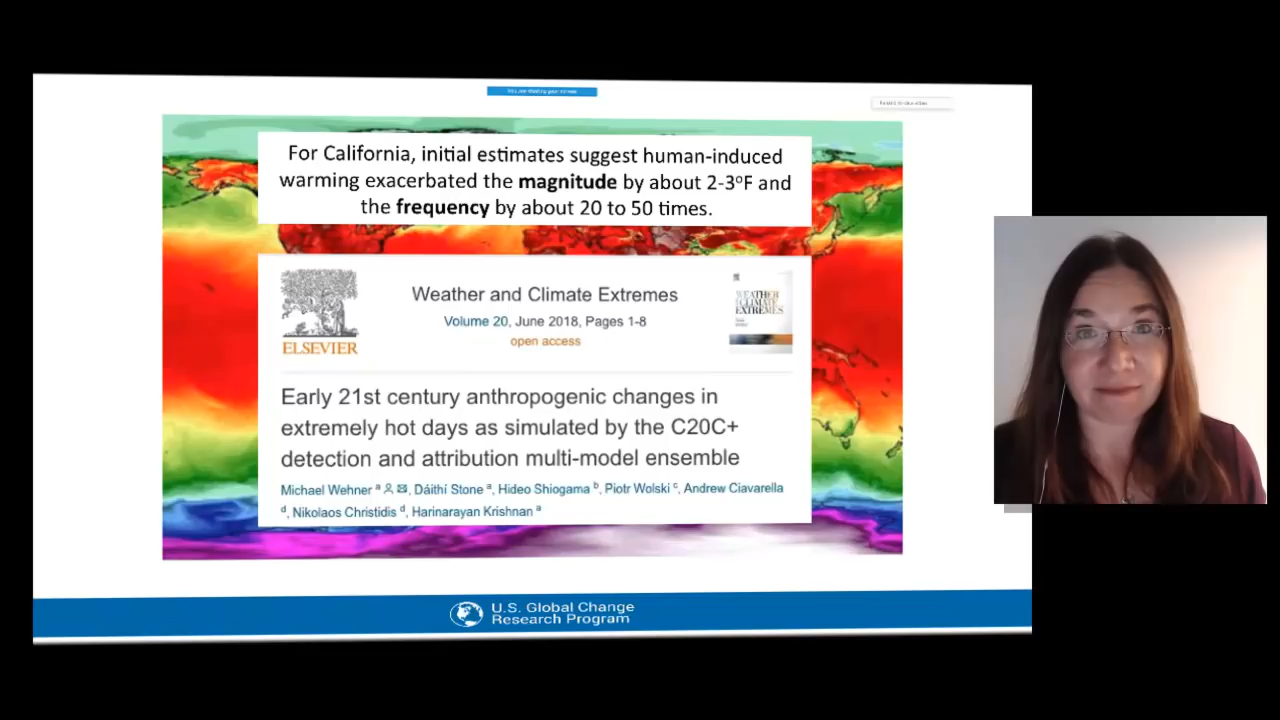 For California, initial estimates suggest human-induced
warming exacerbated the magnitude by about 2-3°F and
the frequency by about 20 to 50 times.
ELSEVIER
Weather and Climate Extremes
Volume 20, June 2018, Pages 1-8
open access
WEATHER
CLIMATE
EXTREMES
Early 21st century anthropogenic changes in
extremely hot days as simulated by the C20C+
detection and attribution multi-model ensemble
Michael Wehner a, Dáithí Stone a, Hideo Shiogama b, Piotr Wolski c, Andrew Ciavarella
d, Nikolaos Christidis d, Harinarayan Krishnan a
U.S. Global Change
Research Program